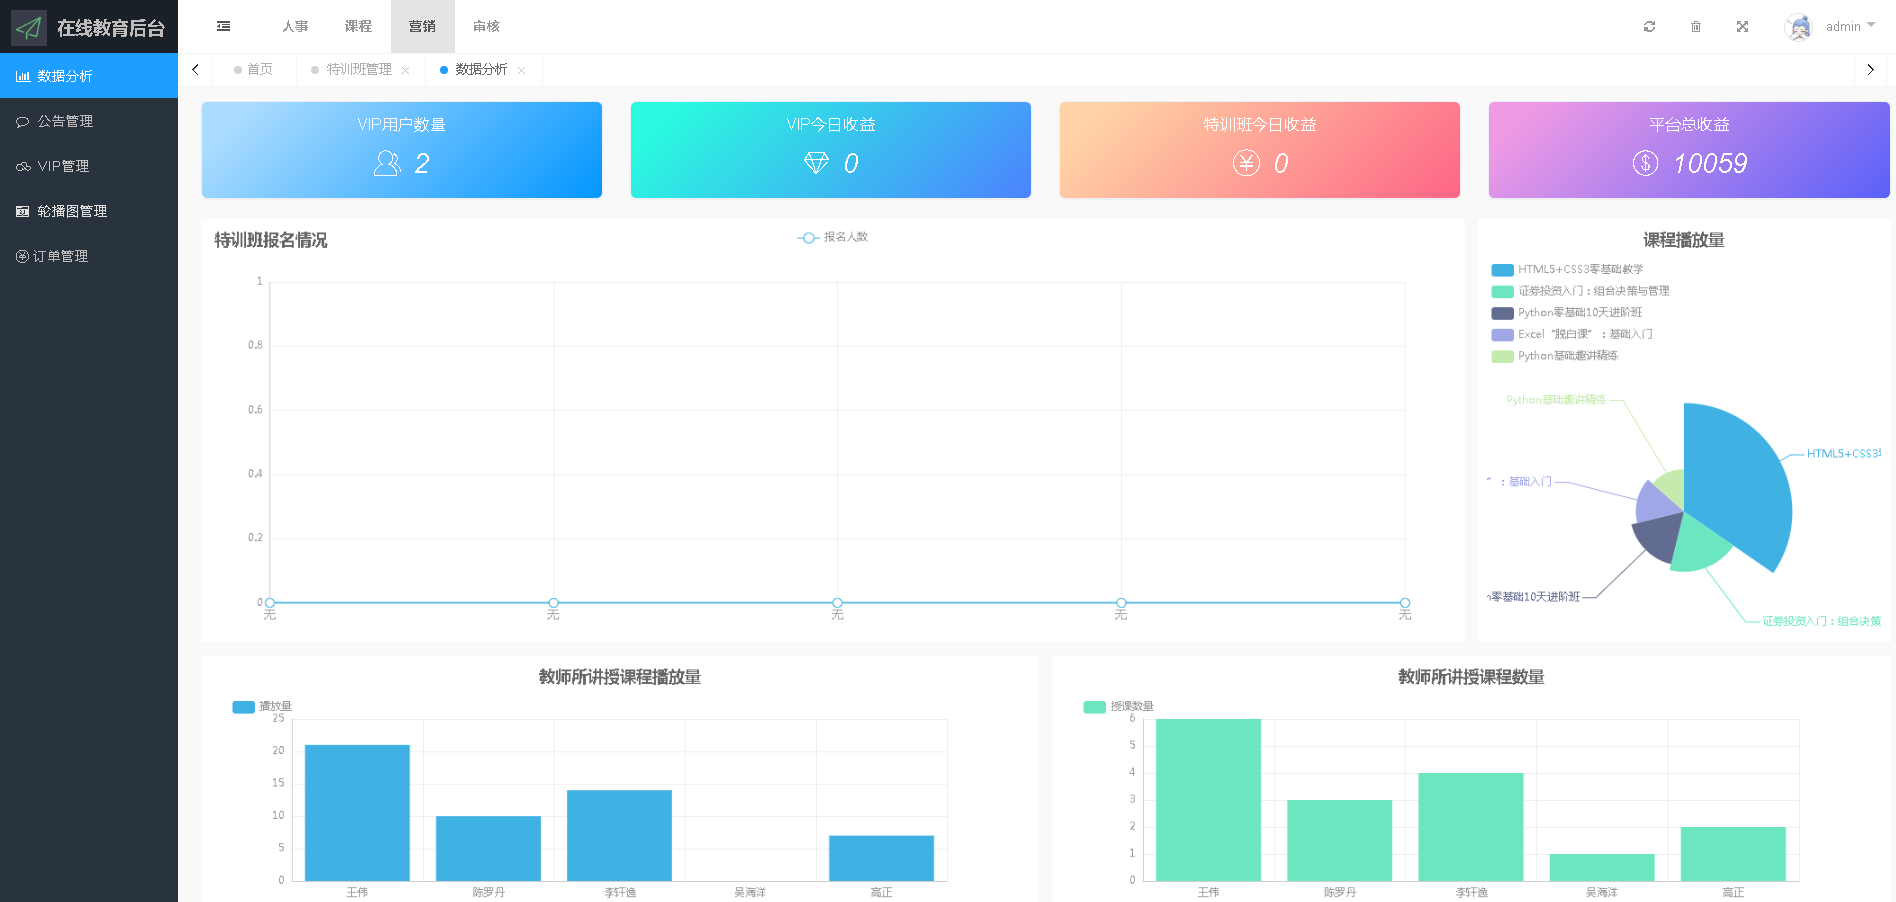 在线教育后台
人事 课程 营销 审核
admin
数据分析
公告管理
VIP管理
轮播图管理
订单管理
首页 特训班管理 数据分析
VIP用户数量
2
VIP今日收益
0
特训班今日收益
0
平台总收益
10059
特训班报名情况
报名人数
1
0.8
0.6
0.4
0.2
0
无 无 无 无 无
课程播放量
HTML5+CSS3零基础教学
证券投资入门：组合决策与管理
Python零基础10天进阶班
Excel“脱白课”：基础入门
Python基础趣讲精练
Python基础趣讲精练
HTML5+CSS3
”：基础入门
零基础10天进阶班
证券投资入门：组合决策
教师所讲授课程播放量
播放量
25
20
15
10
5
0
王伟 陈罗丹 李轩逸 吴海洋 高正
教师所讲授课程数量
授课数量
6
5
4
3
2
1
0
王伟 陈罗丹 李轩逸 吴海洋 高正